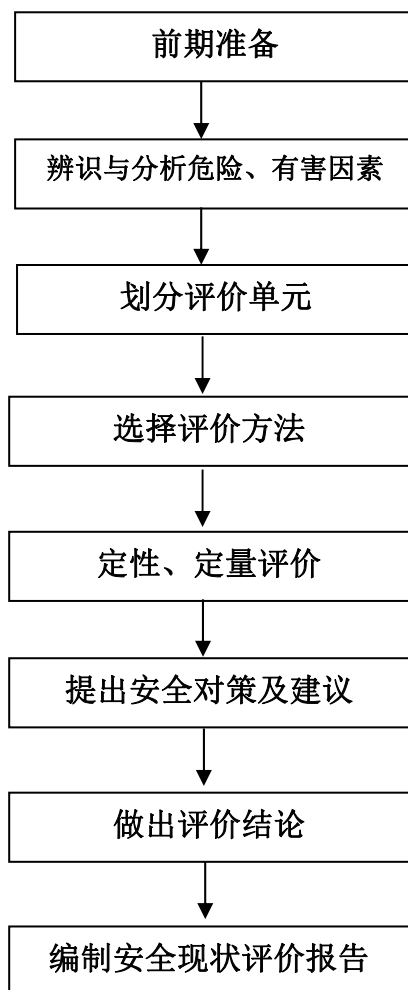 前期准备
辨识与分析危险、有害因素
划分评价单元
选择评价方法
定性、定量评价
提出安全对策及建议
做出评价结论
编制安全现状评价报告